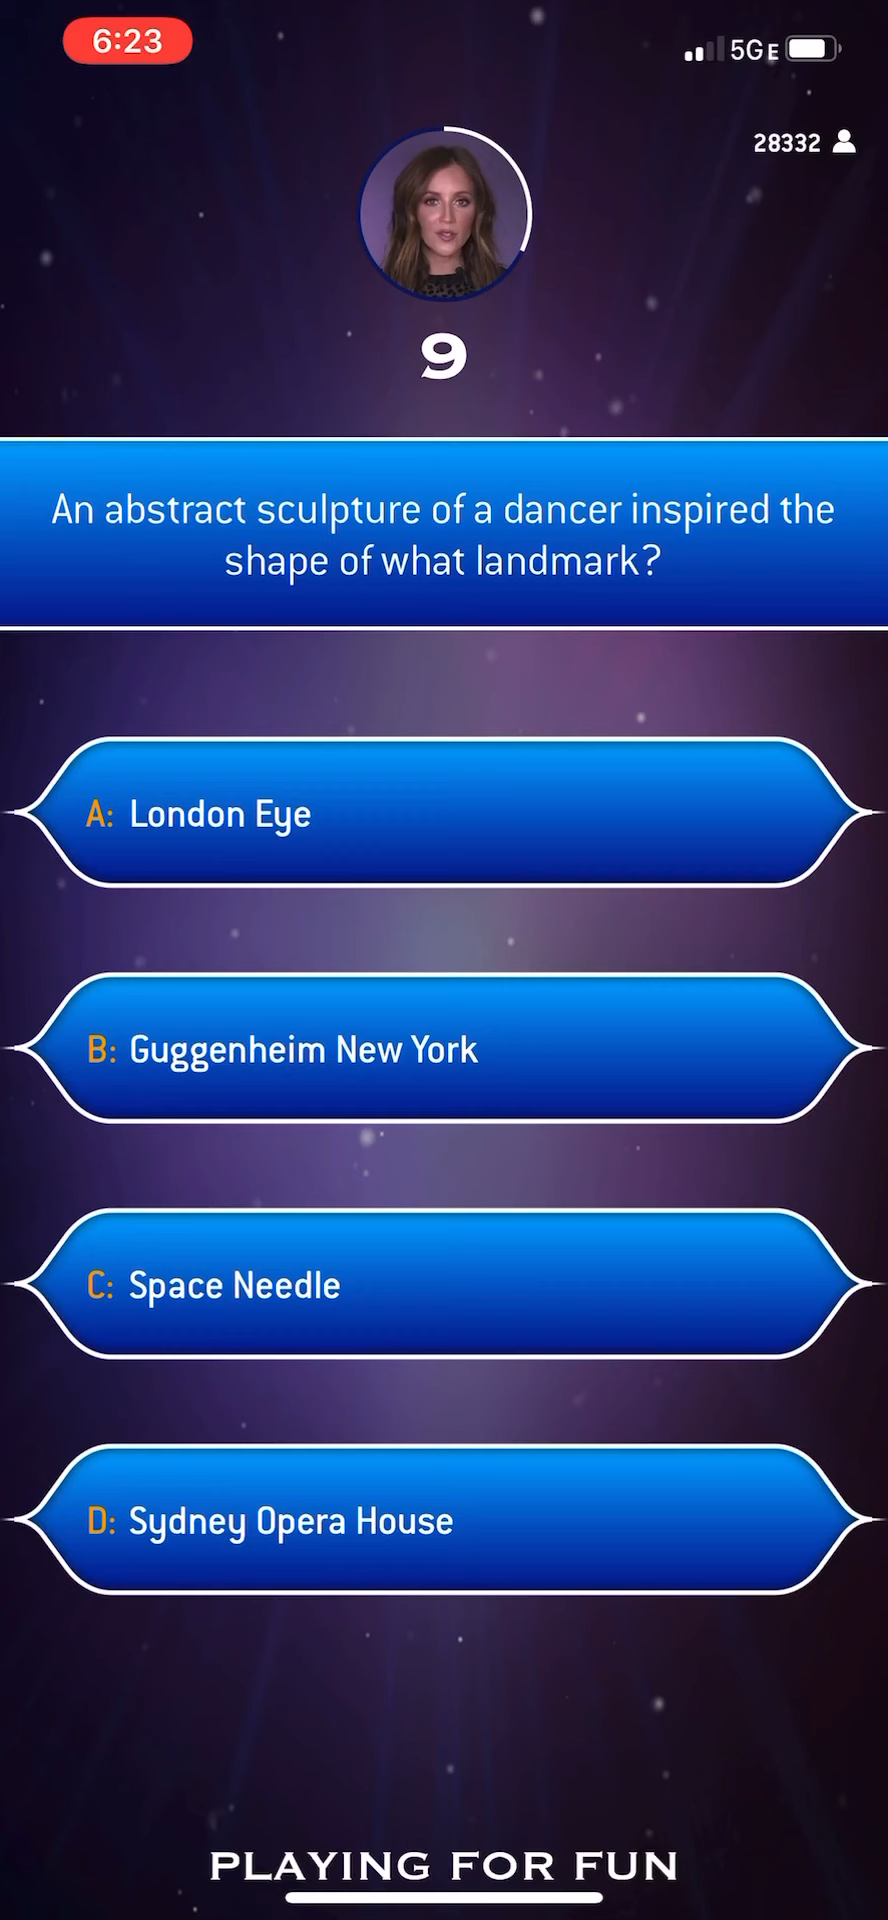 6:23
5GE
28332
9
An abstract sculpture of a dancer inspired the
shape of what landmark?
A: London Eye
B: Guggenheim New York
C: Space Needle
D: Sydney Opera House
PLAYING FOR FUN